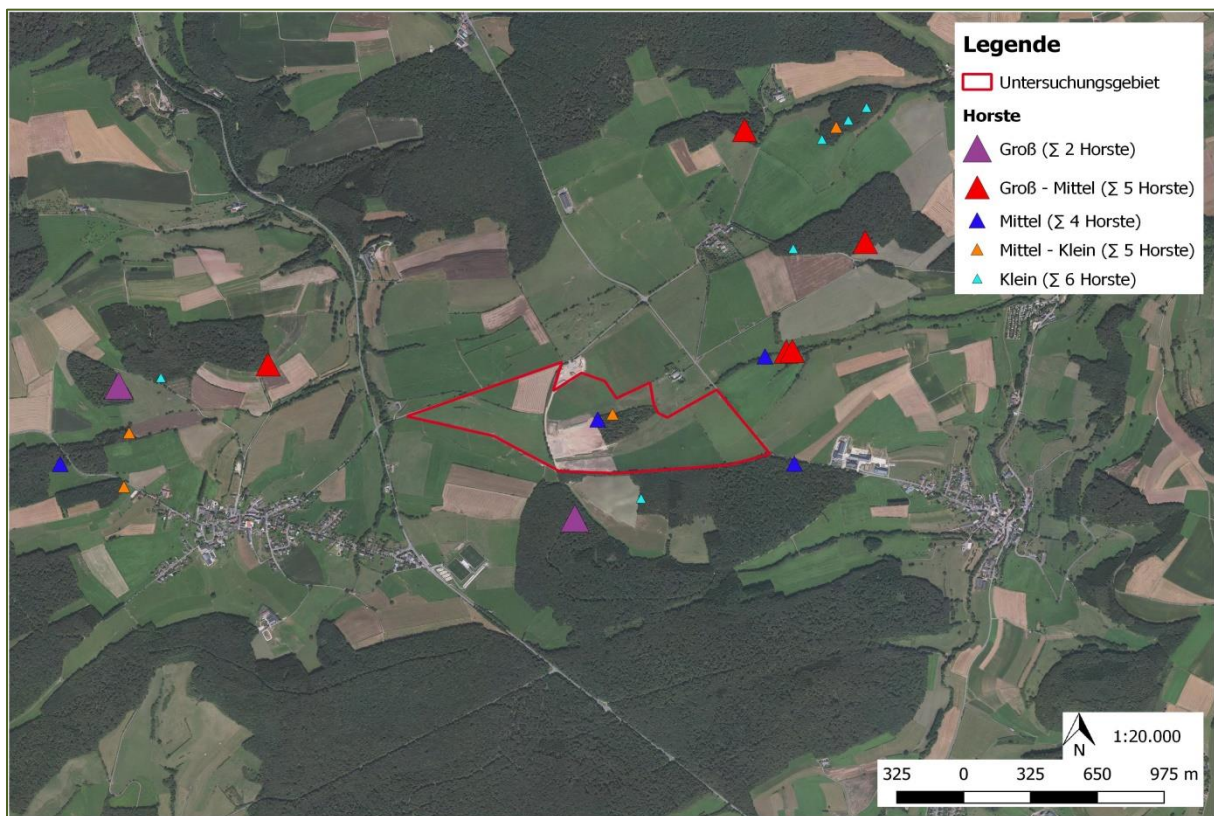 Legende
Untersuchungsgebiet
Horste
Groß (Σ 2 Horste)
Groß - Mittel (Σ 5 Horste)
Mittel (Σ 4 Horste)
Mittel - Klein (Σ 5 Horste)
Klein (Σ 6 Horste)
N
1:20.000
325 0 325 650 975 m